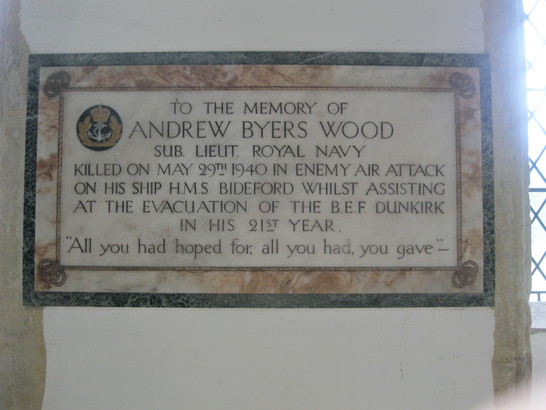 TO THE MEMORY OF
ANDREW BYERS WOOD
SUB. LIEUT. ROYAL NAVY
KILLED ON MAY 29TH 1940 IN ENEMY AIR ATTACK
ON HIS SHIP H.M.S BIDEFORD WHILST ASSISTING
AT THE EVACUATION OF THE B.E.F. DUNKIRK
IN HIS 21ST YEAR.
"All you had hoped for, all you had, you gave"–